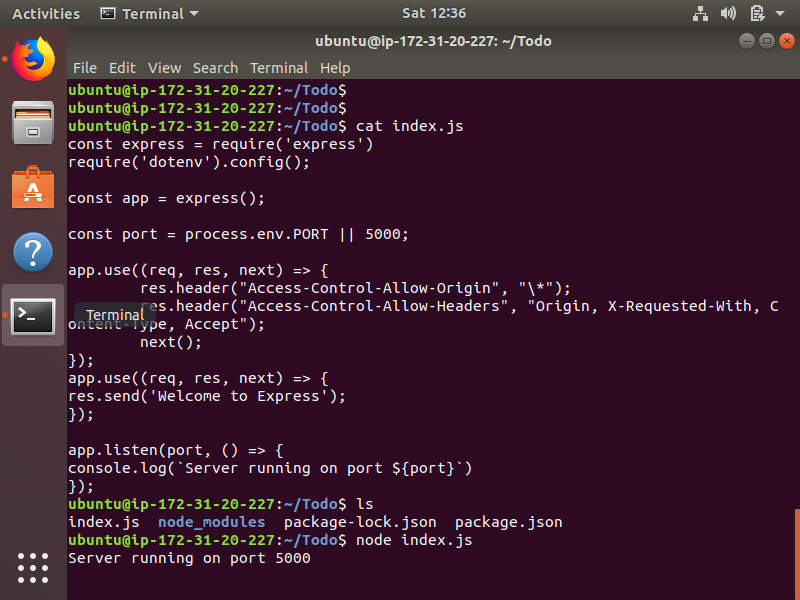 Activities Terminal Sat 12:36
ubuntu@ip-172-31-20-227: ~/Todo
File Edit View Search Terminal Help
ubuntu@ip-172-31-20-227:~/Todo$
ubuntu@ip-172-31-20-227:~/Todo$
ubuntu@ip-172-31-20-227:~/Todo$ cat index.js
const express = require('express')
require('dotenv').config();
const app = express();
const port = process.env.PORT || 5000;
app.use((req, res, next) => {
res.header("Access-Control-Allow-Origin", "\*");
res.header("Access-Control-Allow-Headers", "Origin, X-Requested-With, C
ontent-Type, Accept");
Terminal
next();
});
app.use((req, res, next) => {
res.send('Welcome to Express');
});
app.listen(port, () => {
console.log(`Server running on port ${port}`)
});
ubuntu@ip-172-31-20-227:~/Todo$ ls
index.js node_modules package-lock.json package.json
ubuntu@ip-172-31-20-227:~/Todo$ node index.js
Server running on port 5000